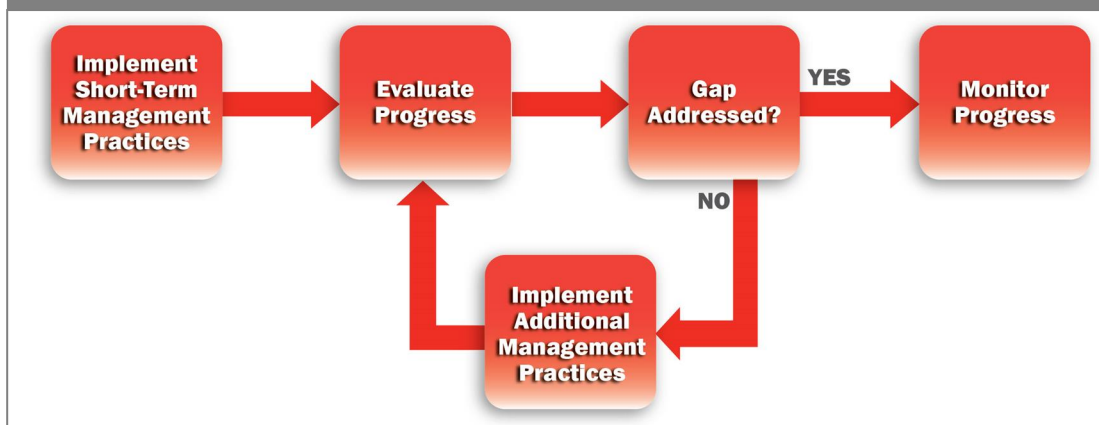 Implement
Short-Term
Management
Practices
Evaluate
Progress
Gap
Addressed?
YES
Monitor
Progress
NO
Implement
Additional
Management
Practices